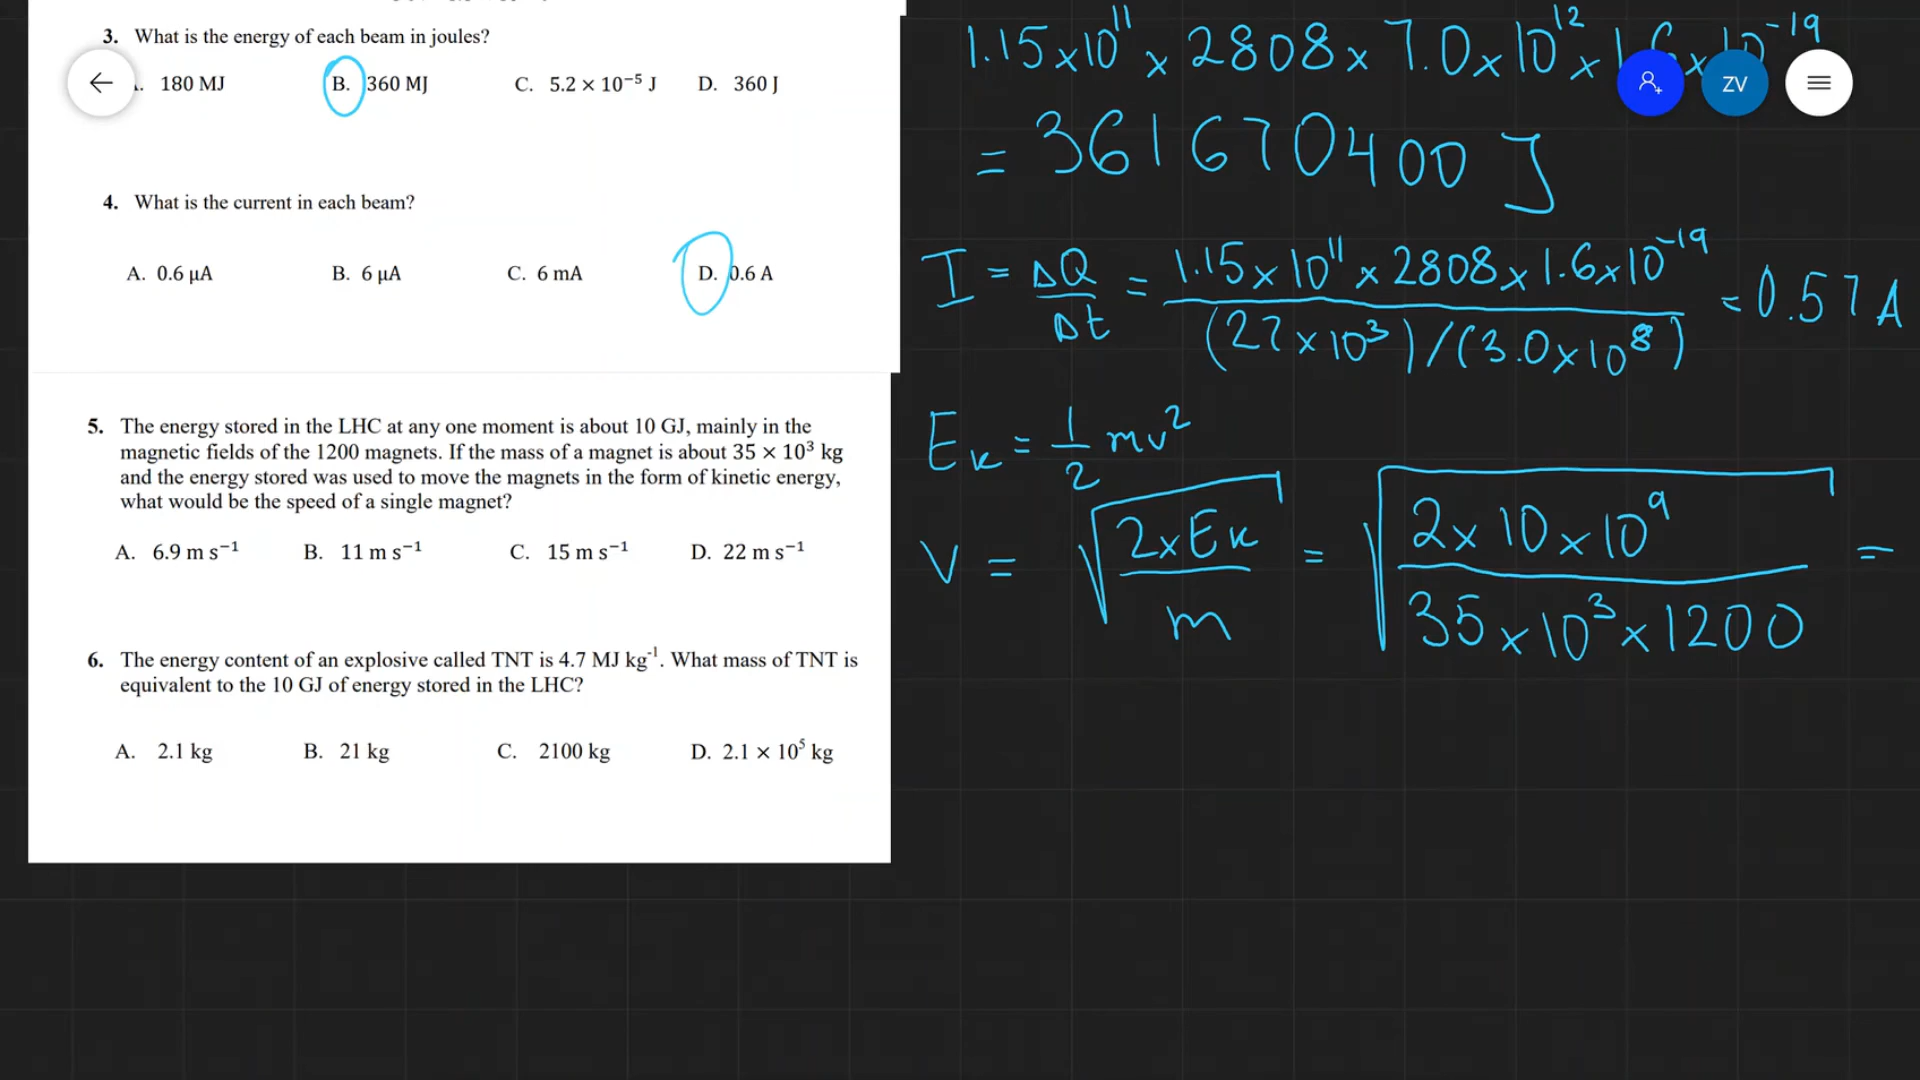 3. What is the energy of each beam in joules?
180 MJ B. 360 MJ C. 5.2 × 10⁻⁵ J D. 360 J
4. What is the current in each beam?
A. 0.6 μA B. 6 μA C. 6 mA D. 0.6 A
5. The energy stored in the LHC at any one moment is about 10 GJ, mainly in the
magnetic fields of the 1200 magnets. If the mass of a magnet is about 35 × 10³ kg
and the energy stored was used to move the magnets in the form of kinetic energy,
what would be the speed of a single magnet?
A. 6.9 m s⁻¹ B. 11 m s⁻¹ C. 15 m s⁻¹ D. 22 m s⁻¹
6. The energy content of an explosive called TNT is 4.7 MJ kg⁻¹. What mass of TNT is
equivalent to the 10 GJ of energy stored in the LHC?
A. 2.1 kg B. 21 kg C. 2100 kg D. 2.1 × 10⁵ kg
1.15×10¹¹ × 2808 × 7.0×10¹² × 1.6×10⁻¹⁹
ZV
= 361670400 J
I = ΔQ/Δt = (1.15×10¹¹ × 2808 × 1.6×10⁻¹⁹)/((27×10³)/(3.0×10⁸)) = 0.57 A
Eₖ = 1/2 mv²
V = √(2×Eₖ/m) = √(2×10×10⁹/(35×10³×1200)) =